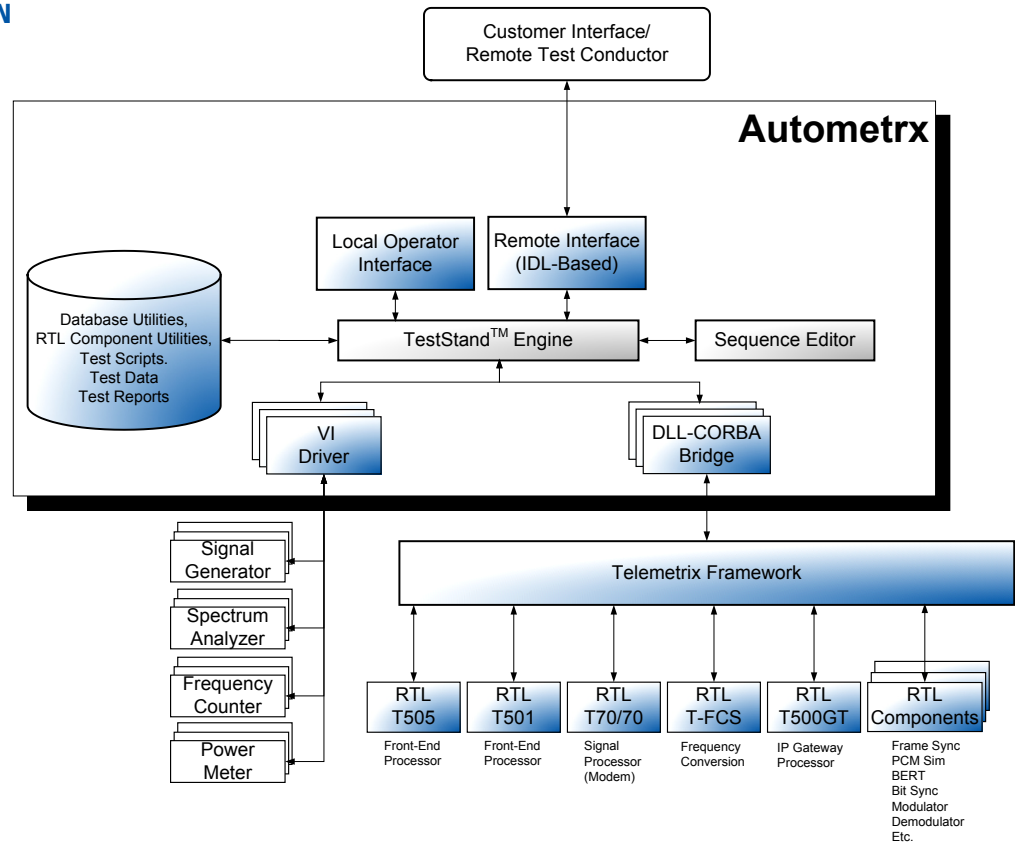 N
Customer Interface/
Remote Test Conductor
Autometrx
Local Operator
Interface
Remote Interface
(IDL-Based)
Database Utilities,
RTL Component Utilities,
Test Scripts.
Test Data
Test Reports
TestStand™ Engine
Sequence Editor
VI
Driver
DLL-CORBA
Bridge
Signal
Generator
Spectrum
Analyzer
Frequency
Counter
Power
Meter
Telemetrix Framework
RTL
T505
Front-End
Processor
RTL
T501
Front-End
Processor
RTL
T70/70
Signal
Processor
(Modem)
RTL
T-FCS
Frequency
Conversion
RTL
T500GT
IP Gateway
Processor
RTL
Components
Frame Sync
PCM Sim
BERT
Bit Sync
Modulator
Demodulator
Etc.